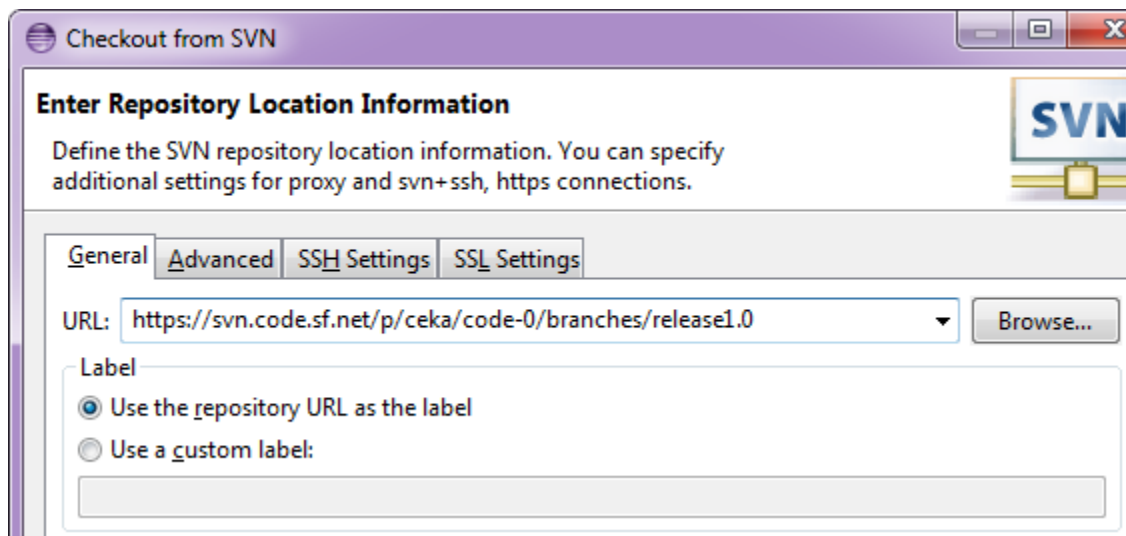 Checkout from SVN
Enter Repository Location Information
SVN
Define the SVN repository location information. You can specify
additional settings for proxy and svn+ssh, https connections.
General Advanced SSH Settings SSL Settings
URL: https://svn.code.sf.net/p/ceka/code-0/branches/release1.0 Browse...
Label
Use the repository URL as the label
Use a custom label: